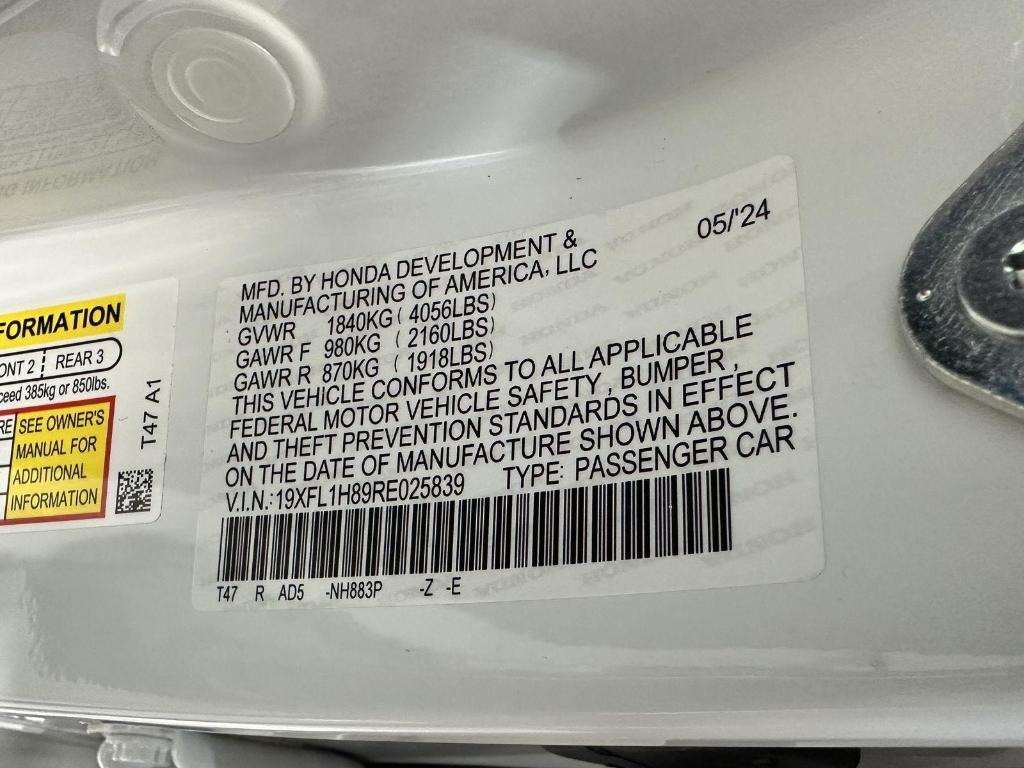 NG INFORMATION
FORMATION
ONT 2 REAR 3
ceed 385kg or 850lbs.
RE SEE OWNER'S
MANUAL FOR
ADDITIONAL
INFORMATION
T47 A1
05/'24
MFD. BY HONDA DEVELOPMENT &
MANUFACTURING OF AMERICA, LLC
GVWR 1840KG ( 4056LBS)
GAWR F 980KG ( 2160LBS)
GAWR R 870KG ( 1918LBS)
THIS VEHICLE CONFORMS TO ALL APPLICABLE
FEDERAL MOTOR VEHICLE SAFETY , BUMPER ,
AND THEFT PREVENTION STANDARDS IN EFFECT
ON THE DATE OF MANUFACTURE SHOWN ABOVE.
V.I.N.:19XFL1H89RE025839 TYPE: PASSENGER CAR
T47 R AD5 -NH883P -Z -E